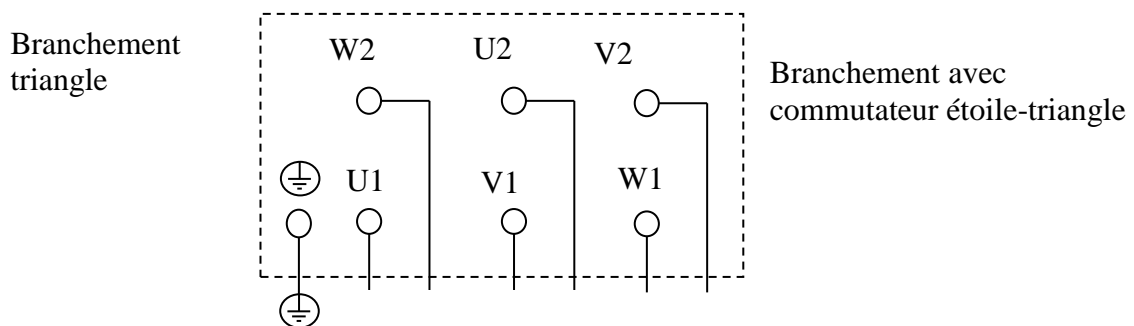 Branchement
triangle
W2 U2 V2
Branchement avec
commutateur étoile-triangle
U1 V1 W1